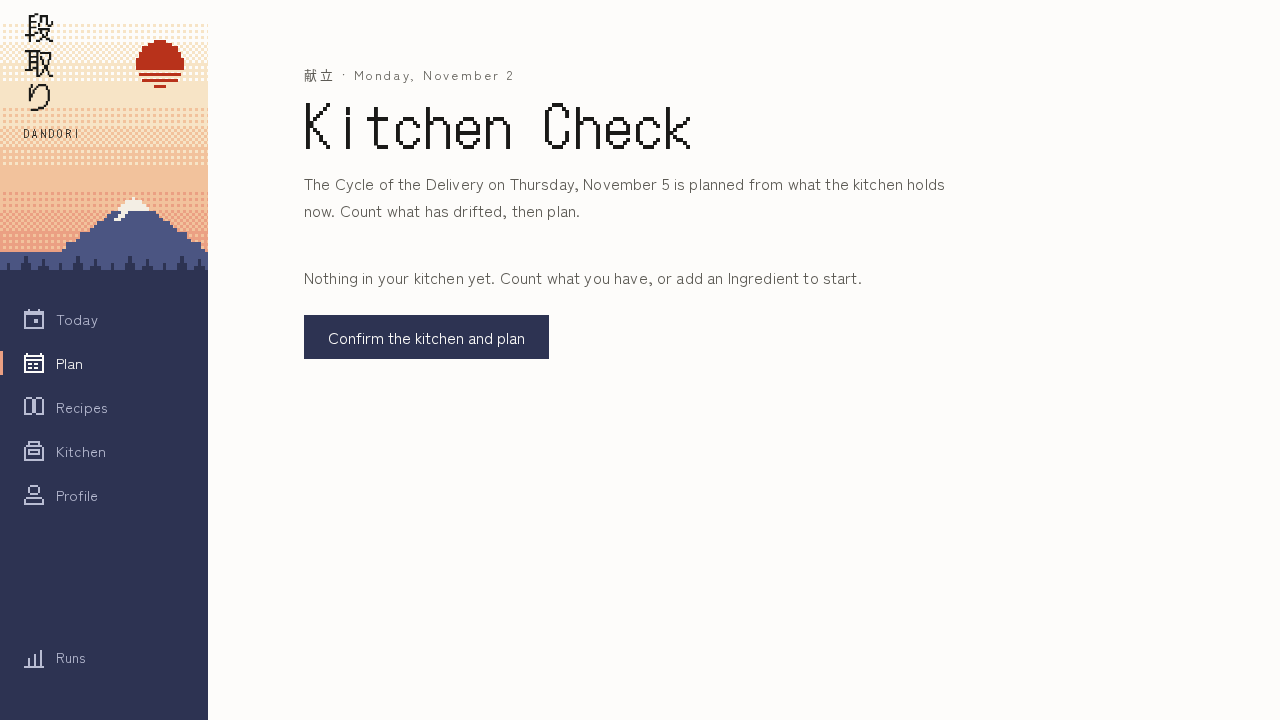 段取り
DANDORI
Today
Plan
Recipes
Kitchen
Profile
Runs
献立 · Monday, November 2
Kitchen Check
The Cycle of the Delivery on Thursday, November 5 is planned from what the kitchen holds
now. Count what has drifted, then plan.
Nothing in your kitchen yet. Count what you have, or add an Ingredient to start.
Confirm the kitchen and plan